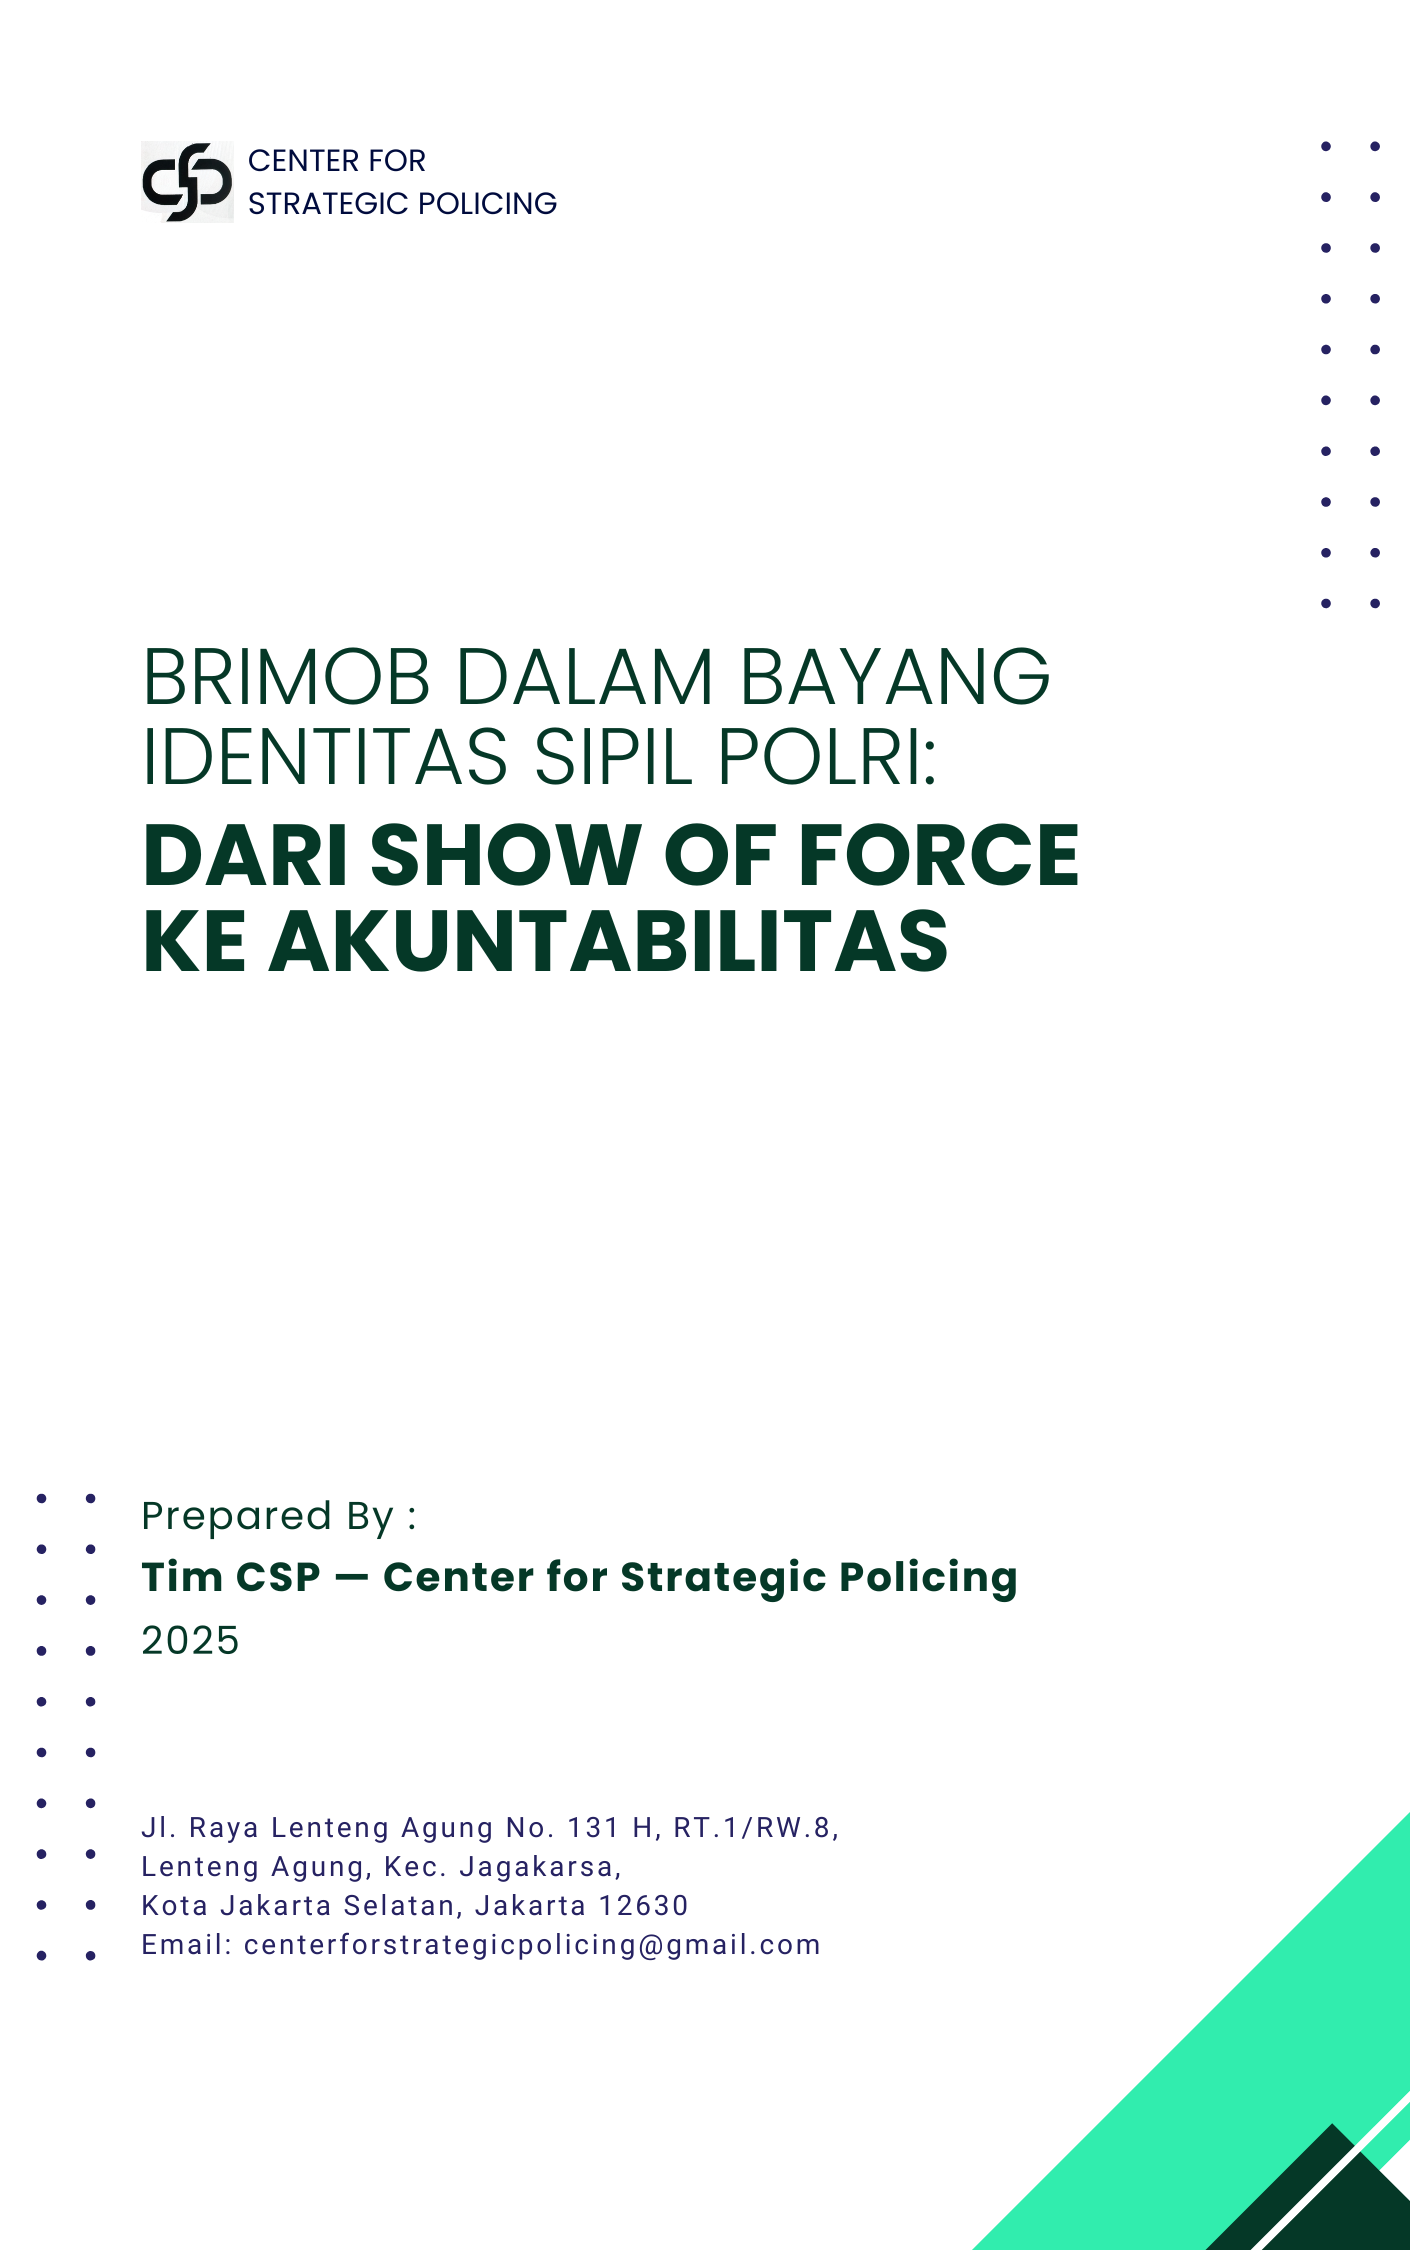 CENTER FOR
STRATEGIC POLICING
BRIMOB DALAM BAYANG
IDENTITAS SIPIL POLRI:
DARI SHOW OF FORCE
KE AKUNTABILITAS
Prepared By :
Tim CSP — Center for Strategic Policing
2025
Jl. Raya Lenteng Agung No. 131 H, RT.1/RW.8,
Lenteng Agung, Kec. Jagakarsa,
Kota Jakarta Selatan, Jakarta 12630
Email: centerforstrategicpolicing@gmail.com